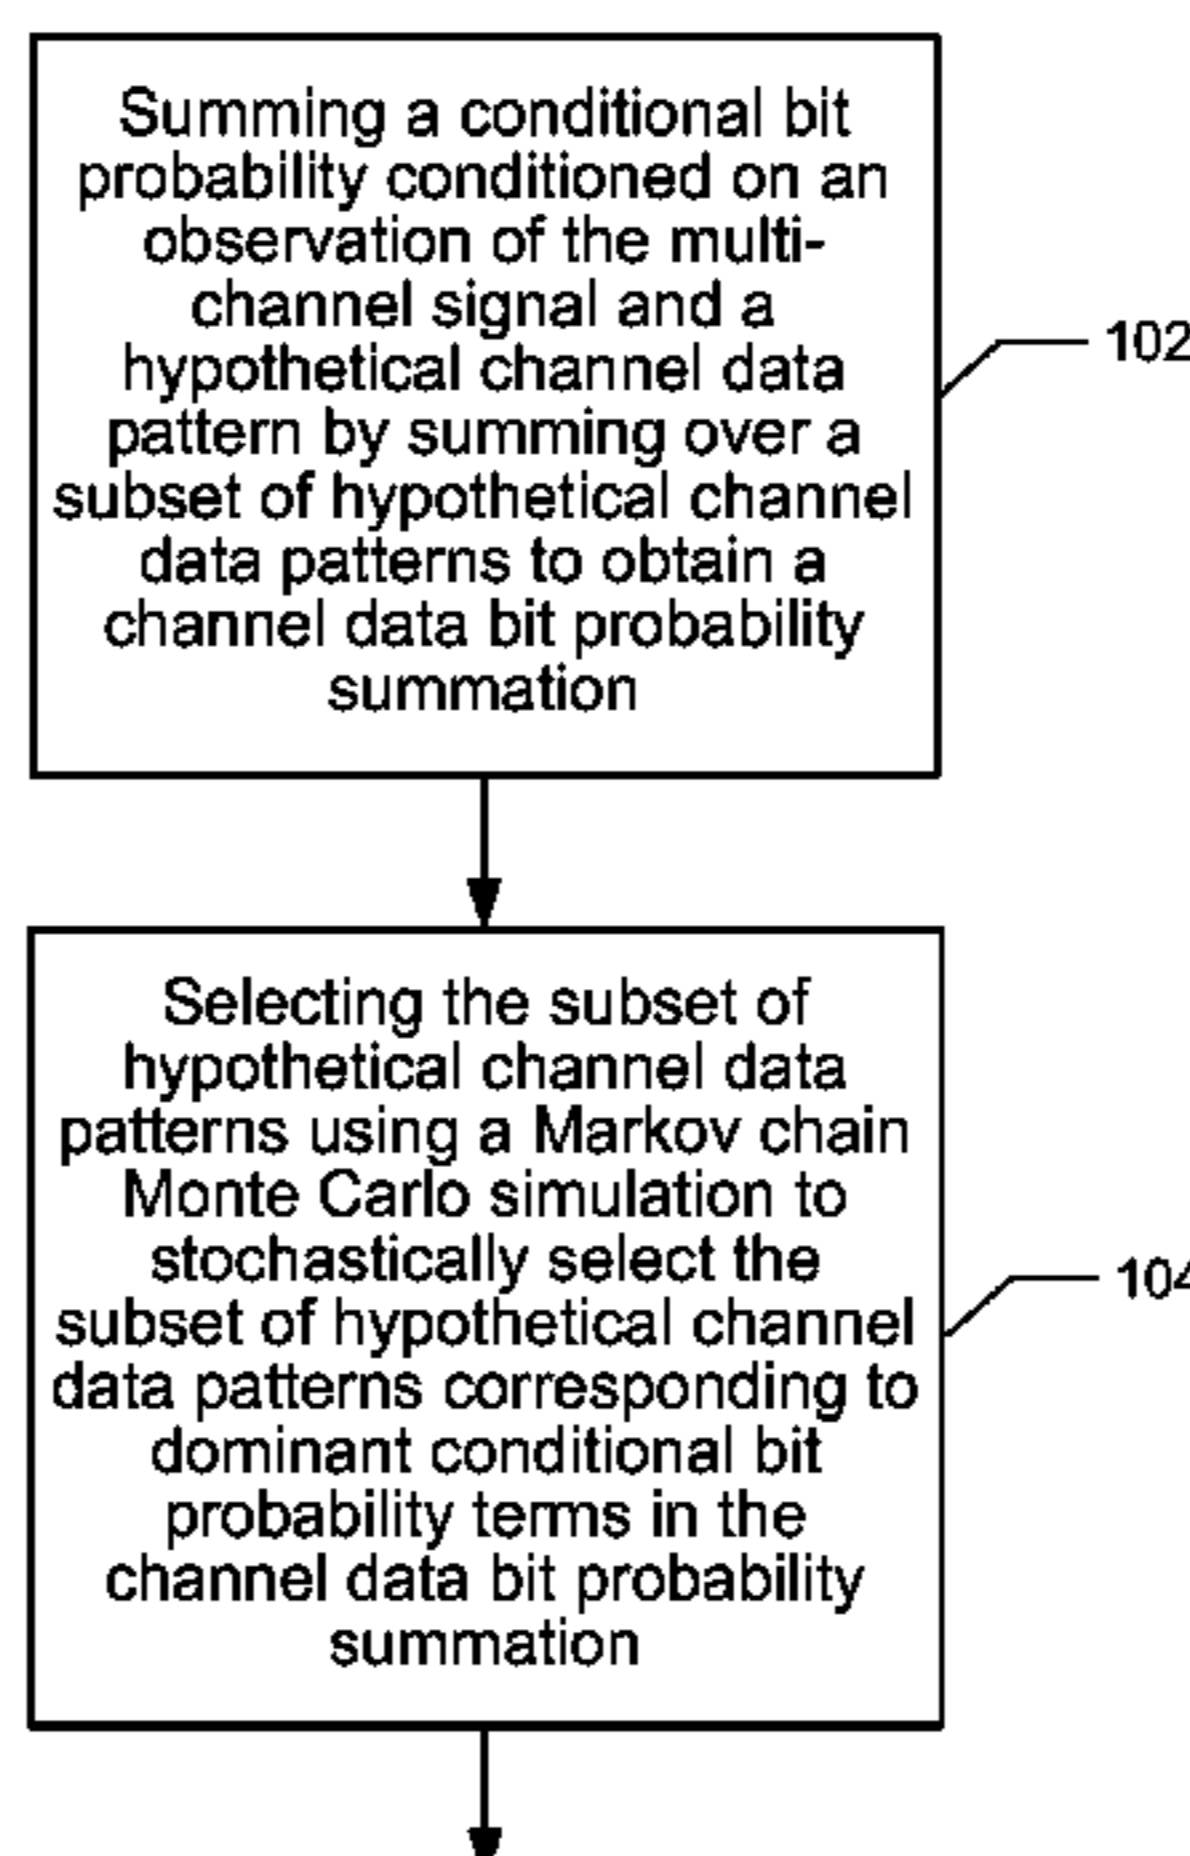 Summing a conditional bit
probability conditioned on an
observation of the multi-
channel signal and a
hypothetical channel data
pattern by summing over a
subset of hypothetical channel
data patterns to obtain a
channel data bit probability
summation
102
Selecting the subset of
hypothetical channel data
patterns using a Markov chain
Monte Carlo simulation to
stochastically select the
subset of hypothetical channel
data patterns corresponding to
dominant conditional bit
probability terms in the
channel data bit probability
summation
104